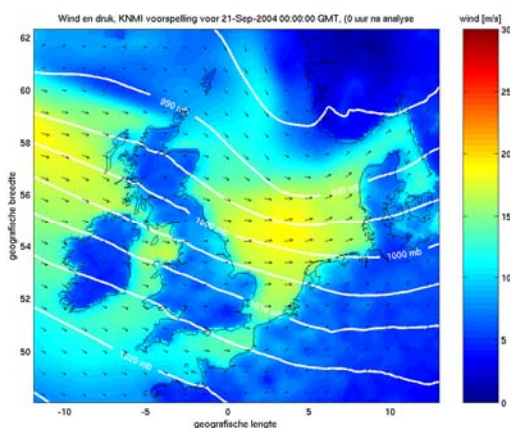 Wind en druk, KNMI voorspelling voor 21-Sep-2004 00:00:00 GMT, (0 uur na analyse
wind [m/s]
62
60
58
56
54
52
50
geografische breedte
990 mb
1000 mb
1000 mb
1020 mb
-10
-5
0
5
10
geografische lengte
30
25
20
15
10
5
0